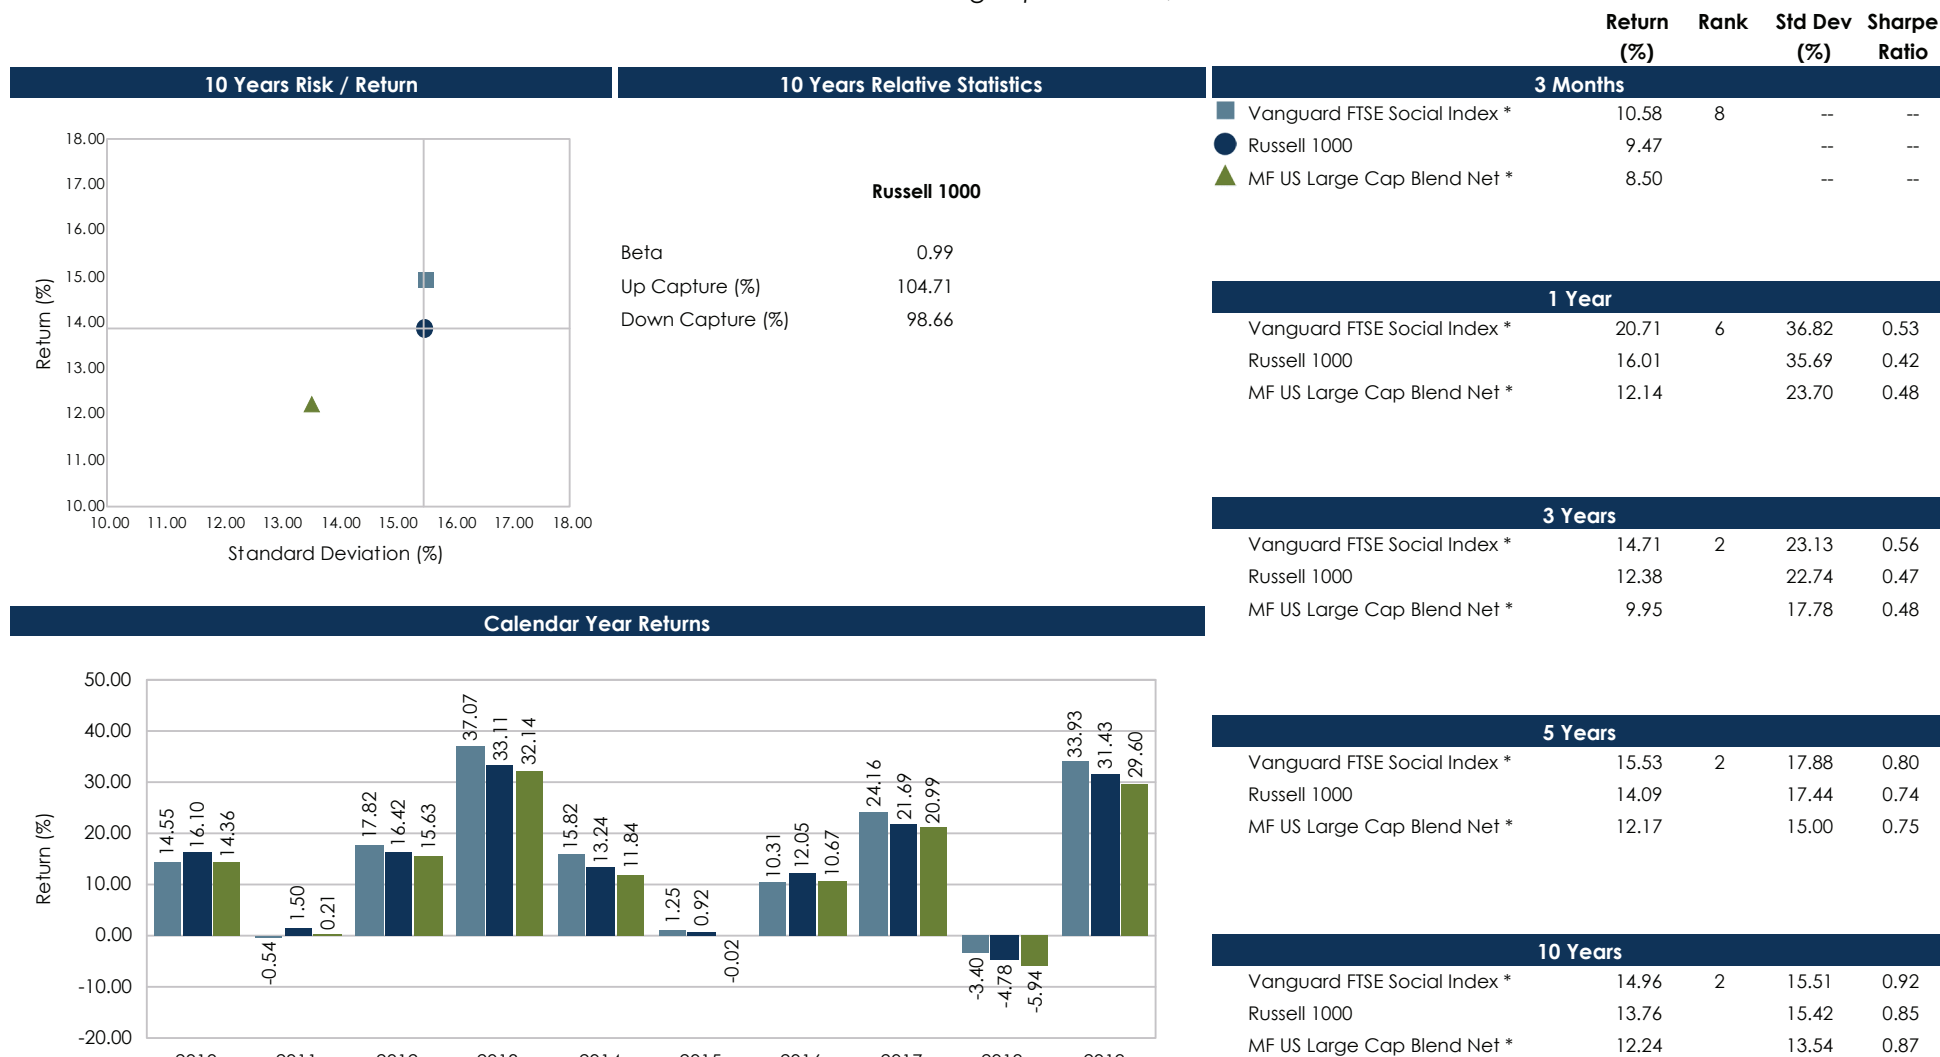 Return Rank Std Dev Sharpe
(%) (%) Ratio
10 Years Risk / Return
18.00
17.00
16.00
15.00
14.00
13.00
12.00
11.00
10.00
Return (%)
10.00 11.00 12.00 13.00 14.00 15.00 16.00 17.00 18.00
Standard Deviation (%)
10 Years Relative Statistics
Russell 1000
Beta 0.99
Up Capture (%) 104.71
Down Capture (%) 98.66
3 Months
Vanguard FTSE Social Index * 10.58 8 -- --
Russell 1000 9.47 -- --
MF US Large Cap Blend Net * 8.50 -- --
1 Year
Vanguard FTSE Social Index * 20.71 6 36.82 0.53
Russell 1000 16.01 35.69 0.42
MF US Large Cap Blend Net * 12.14 23.70 0.48
3 Years
Vanguard FTSE Social Index * 14.71 2 23.13 0.56
Russell 1000 12.38 22.74 0.47
MF US Large Cap Blend Net * 9.95 17.78 0.48
5 Years
Vanguard FTSE Social Index * 15.53 2 17.88 0.80
Russell 1000 14.09 17.44 0.74
MF US Large Cap Blend Net * 12.17 15.00 0.75
10 Years
Vanguard FTSE Social Index * 14.96 2 15.51 0.92
Russell 1000 13.76 15.42 0.85
MF US Large Cap Blend Net * 12.24 13.54 0.87
Calendar Year Returns
50.00
40.00
30.00
20.00
10.00
0.00
-10.00
-20.00
Return (%)
14.55 16.10 14.36
-0.54 1.50 0.21
17.82 16.42 15.63
37.07 33.11 32.14
15.82 13.24 11.84
1.25 0.92 -0.02
10.31 12.05 10.67
24.16 21.69 20.99
-3.40 -4.78 -5.94
33.93 31.43 29.60
2010 2011 2012 2013 2014 2015 2016 2017 2018 2019